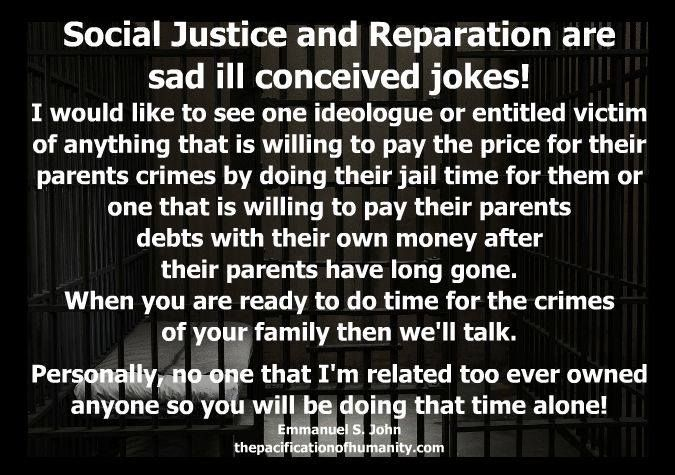 Social Justice and Reparation are
sad ill conceived jokes!
I would like to see one ideologue or entitled victim
of anything that is willing to pay the price for their
parents crimes by doing their jail time for them or
one that is willing to pay their parents
debts with their own money after
their parents have long gone.
When you are ready to do time for the crimes
of your family then we'll talk.
Personally, no one that I'm related too ever owned
anyone so you will be doing that time alone!
Emmanuel S. John
thepacificationofhumanity.com